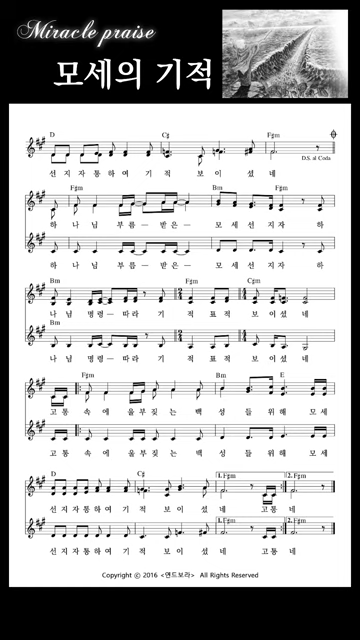 Miracle praise
모세의 기적
D C♯ F♯m
D.S. al Coda
선지자통하여 기적 보이셨네
F♯m Bm F♯m
하 나님 부름ㅡ 받은ㅡ 모세선지자 하
하 나님 부름ㅡ 받은ㅡ 모세선지자 하
Bm F♯m C♯m
나님 명령ㅡ 따라 기 적표적 보이셨네
Bm
나님 명령ㅡ 따라 기 적표적 보이셨네
F♯m Bm E
고통 속에 울부짖는 백 성들위해 모세
고통 속에 울부짖는 백 성들위해 모세
D C♯ 1. F♯m 2. F♯m
선지자통하여 기적 보이 셨네 고통네
선지자통하여 기적 보이 셨네 고통네
Copyright ⓒ 2016 <앤드보라> All Rights Reserved